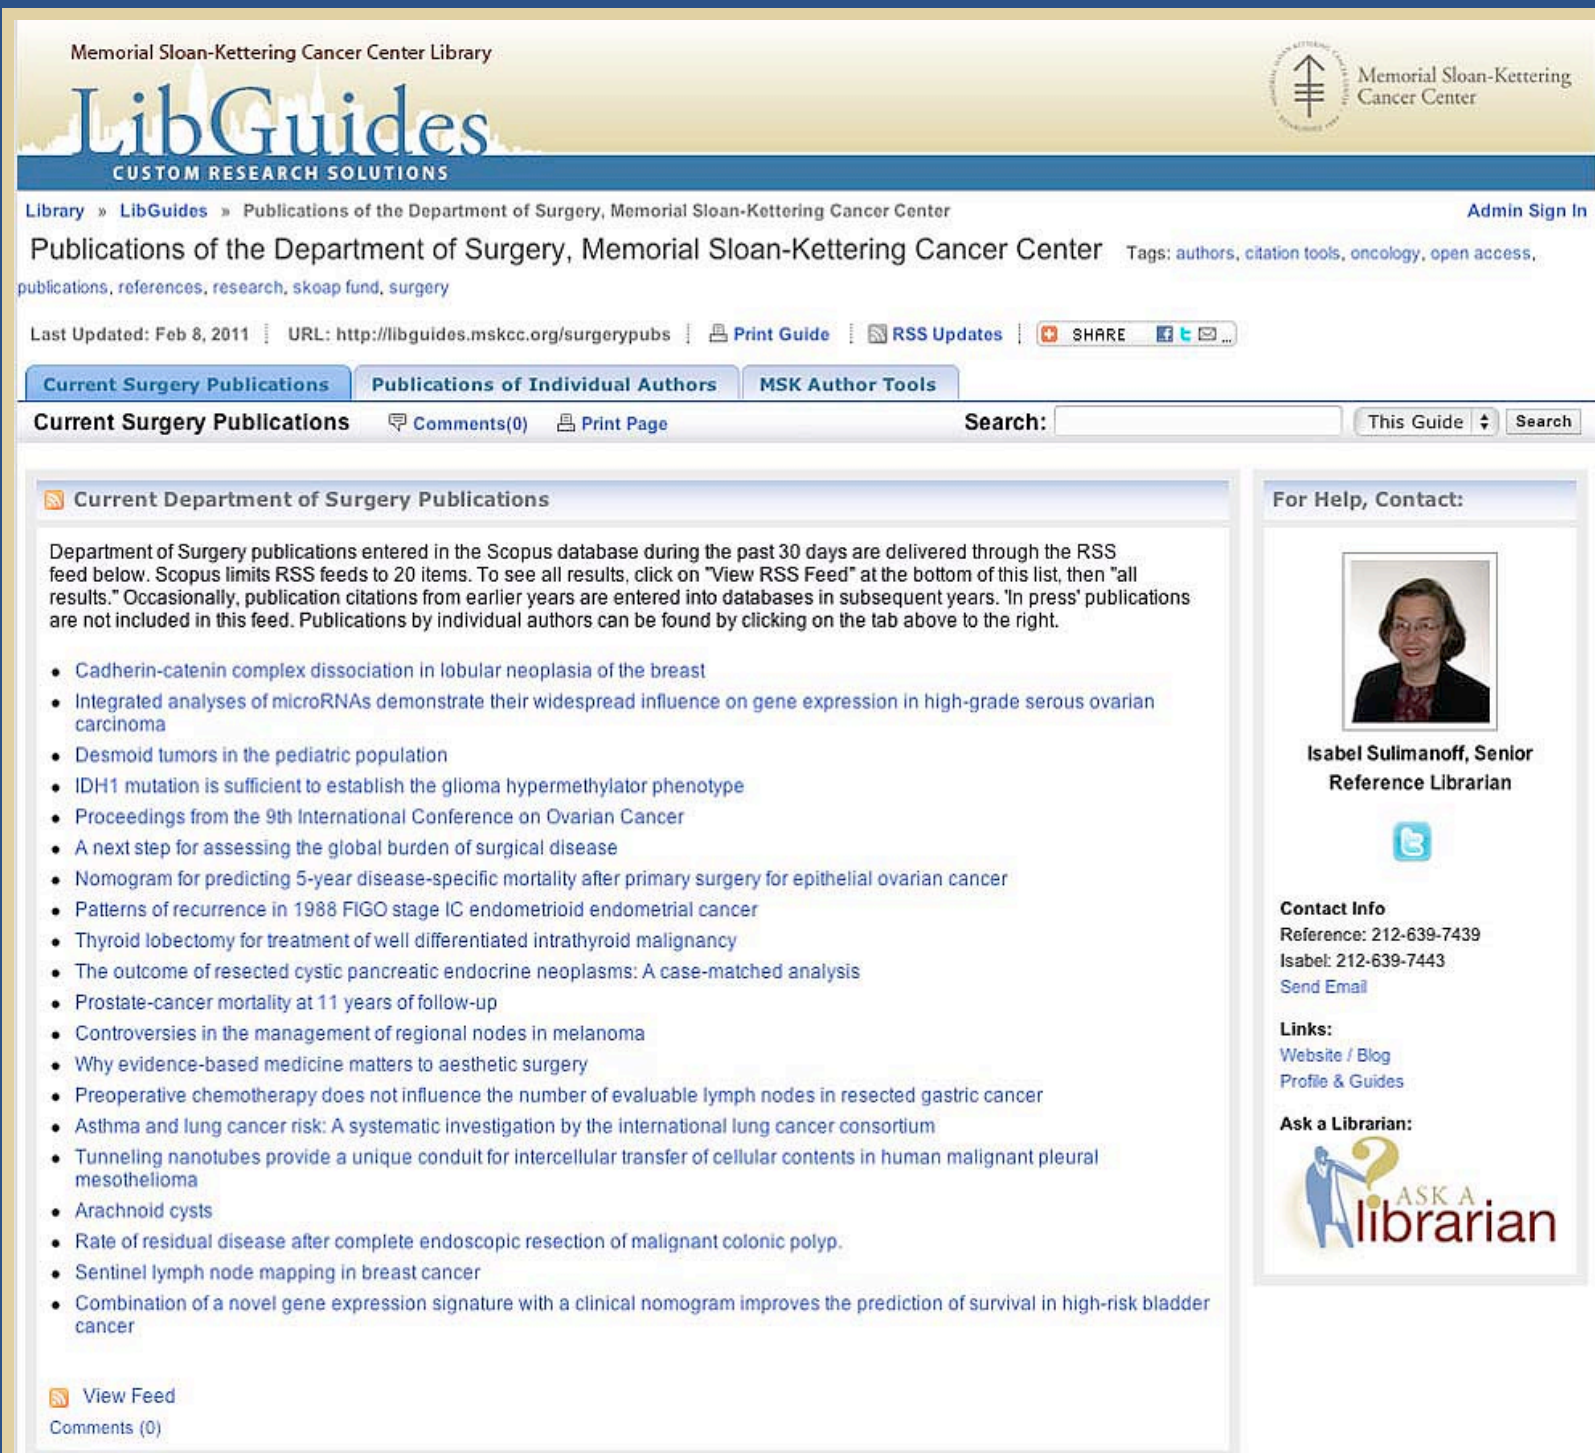 Memorial Sloan-Kettering Cancer Center Library
LibGuides
CUSTOM RESEARCH SOLUTIONS
Memorial Sloan-Kettering
Cancer Center
Library » LibGuides » Publications of the Department of Surgery, Memorial Sloan-Kettering Cancer Center
Admin Sign In
Publications of the Department of Surgery, Memorial Sloan-Kettering Cancer Center Tags: authors, citation tools, oncology, open access,
publications, references, research, skoap fund, surgery
Last Updated: Feb 8, 2011 URL: http://libguides.mskcc.org/surgerypubs Print Guide RSS Updates SHARE ...
Current Surgery Publications Publications of Individual Authors MSK Author Tools
Current Surgery Publications Comments(0) Print Page Search: This Guide Search
Current Department of Surgery Publications
Department of Surgery publications entered in the Scopus database during the past 30 days are delivered through the RSS
feed below. Scopus limits RSS feeds to 20 items. To see all results, click on "View RSS Feed" at the bottom of this list, then "all
results." Occasionally, publication citations from earlier years are entered into databases in subsequent years. 'In press' publications
are not included in this feed. Publications by individual authors can be found by clicking on the tab above to the right.
• Cadherin-catenin complex dissociation in lobular neoplasia of the breast
• Integrated analyses of microRNAs demonstrate their widespread influence on gene expression in high-grade serous ovarian
carcinoma
• Desmoid tumors in the pediatric population
• IDH1 mutation is sufficient to establish the glioma hypermethylator phenotype
• Proceedings from the 9th International Conference on Ovarian Cancer
• A next step for assessing the global burden of surgical disease
• Nomogram for predicting 5-year disease-specific mortality after primary surgery for epithelial ovarian cancer
• Patterns of recurrence in 1988 FIGO stage IC endometrioid endometrial cancer
• Thyroid lobectomy for treatment of well differentiated intrathyroid malignancy
• The outcome of resected cystic pancreatic endocrine neoplasms: A case-matched analysis
• Prostate-cancer mortality at 11 years of follow-up
• Controversies in the management of regional nodes in melanoma
• Why evidence-based medicine matters to aesthetic surgery
• Preoperative chemotherapy does not influence the number of evaluable lymph nodes in resected gastric cancer
• Asthma and lung cancer risk: A systematic investigation by the international lung cancer consortium
• Tunneling nanotubes provide a unique conduit for intercellular transfer of cellular contents in human malignant pleural
mesothelioma
• Arachnoid cysts
• Rate of residual disease after complete endoscopic resection of malignant colonic polyp.
• Sentinel lymph node mapping in breast cancer
• Combination of a novel gene expression signature with a clinical nomogram improves the prediction of survival in high-risk bladder
cancer
View Feed
Comments (0)
For Help, Contact:
Isabel Sulimanoff, Senior
Reference Librarian
Contact Info
Reference: 212-639-7439
Isabel: 212-639-7443
Send Email
Links:
Website / Blog
Profile & Guides
Ask a Librarian:
ASK A
librarian